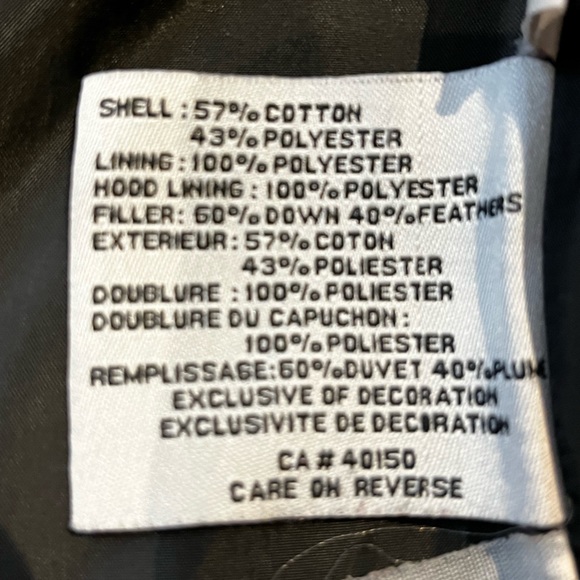 SHELL : 57% COTTON
43% POLYESTER
LINING : 100% POLYESTER
HOOD LINING : 100% POLYESTER
FILLER: 60% DOWN 40% FEATHERS
EXTERIEUR : 57% COTON
43% POLIESTER
DOUBLURE : 100% POLIESTER
DOUBLURE DU CAPUCHON :
100% POLIESTER
REMPLISSAGE: 60% DUVET 40% PLUM
EXCLUSIVE OF DECORATION
EXCLUSIVITE DE DECORATION
CA # 40150
CARE ON REVERSE